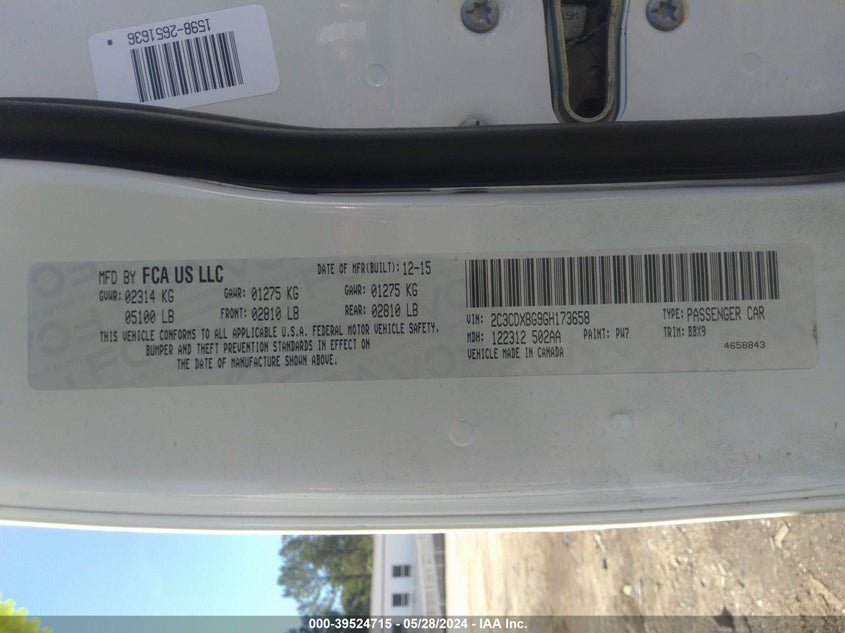 1598-2651636
MFD BY FCA US LLC
DATE OF MFR(BUILT): 12-15
GVWR: 02314 KG GAWR: 01275 KG GAWR: 01275 KG
05100 LB FRONT: 02810 LB REAR: 02810 LB
THIS VEHICLE CONFORMS TO ALL APPLICABLE U.S.A. FEDERAL MOTOR VEHICLE SAFETY,
BUMPER AND THEFT PREVENTION STANDARDS IN EFFECT ON
THE DATE OF MANUFACTURE SHOWN ABOVE.
VIN: 2C3CDXBG9GH173658 TYPE: PASSENGER CAR
MDH: 122312 502AA PAINT: PW7 TRIM: BBX9
VEHICLE MADE IN CANADA
4658843
000-39524715 - 05/28/2024 - IAA Inc.